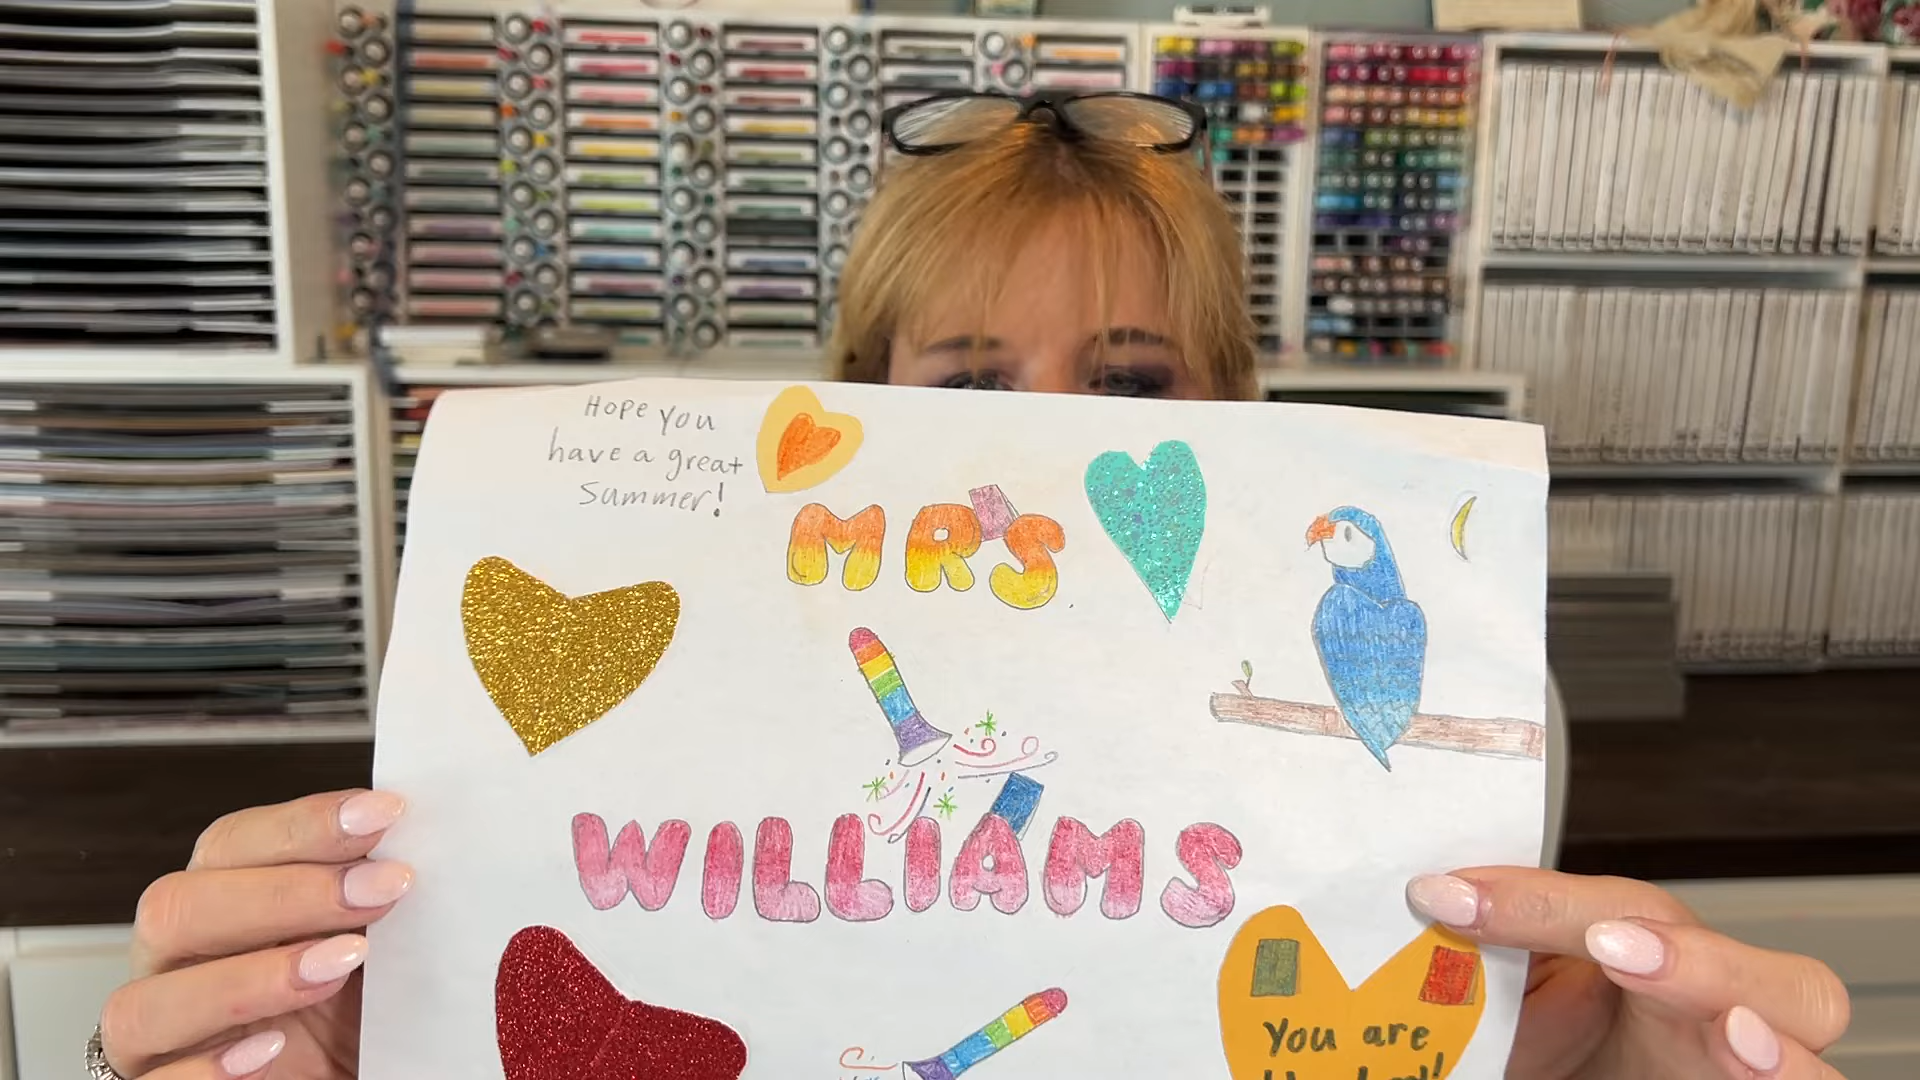 Hope you
have a great
summer!
MRS
WILLIAMS
You are